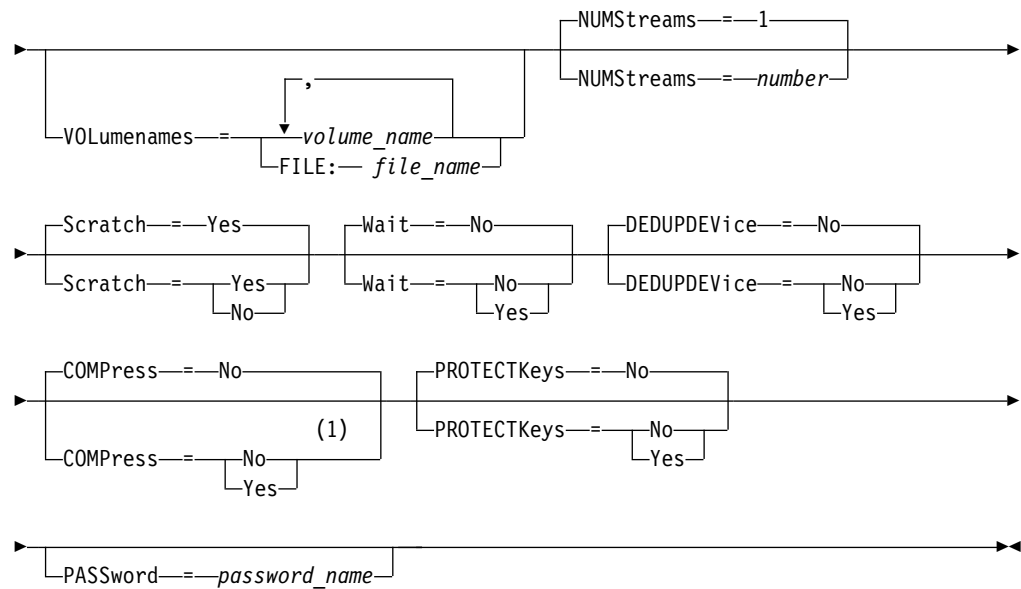 NUMStreams = 1
NUMStreams = number
,
VOLumenames = volume_name
FILE: file_name
Scratch = Yes
Scratch = Yes
No
Wait = No
Wait = No
Yes
DEDUPDEVice = No
DEDUPDEVice = No
Yes
COMPress = No
(1)
COMPress = No
Yes
PROTECTKeys = No
PROTECTKeys = No
Yes
PASSword = password_name